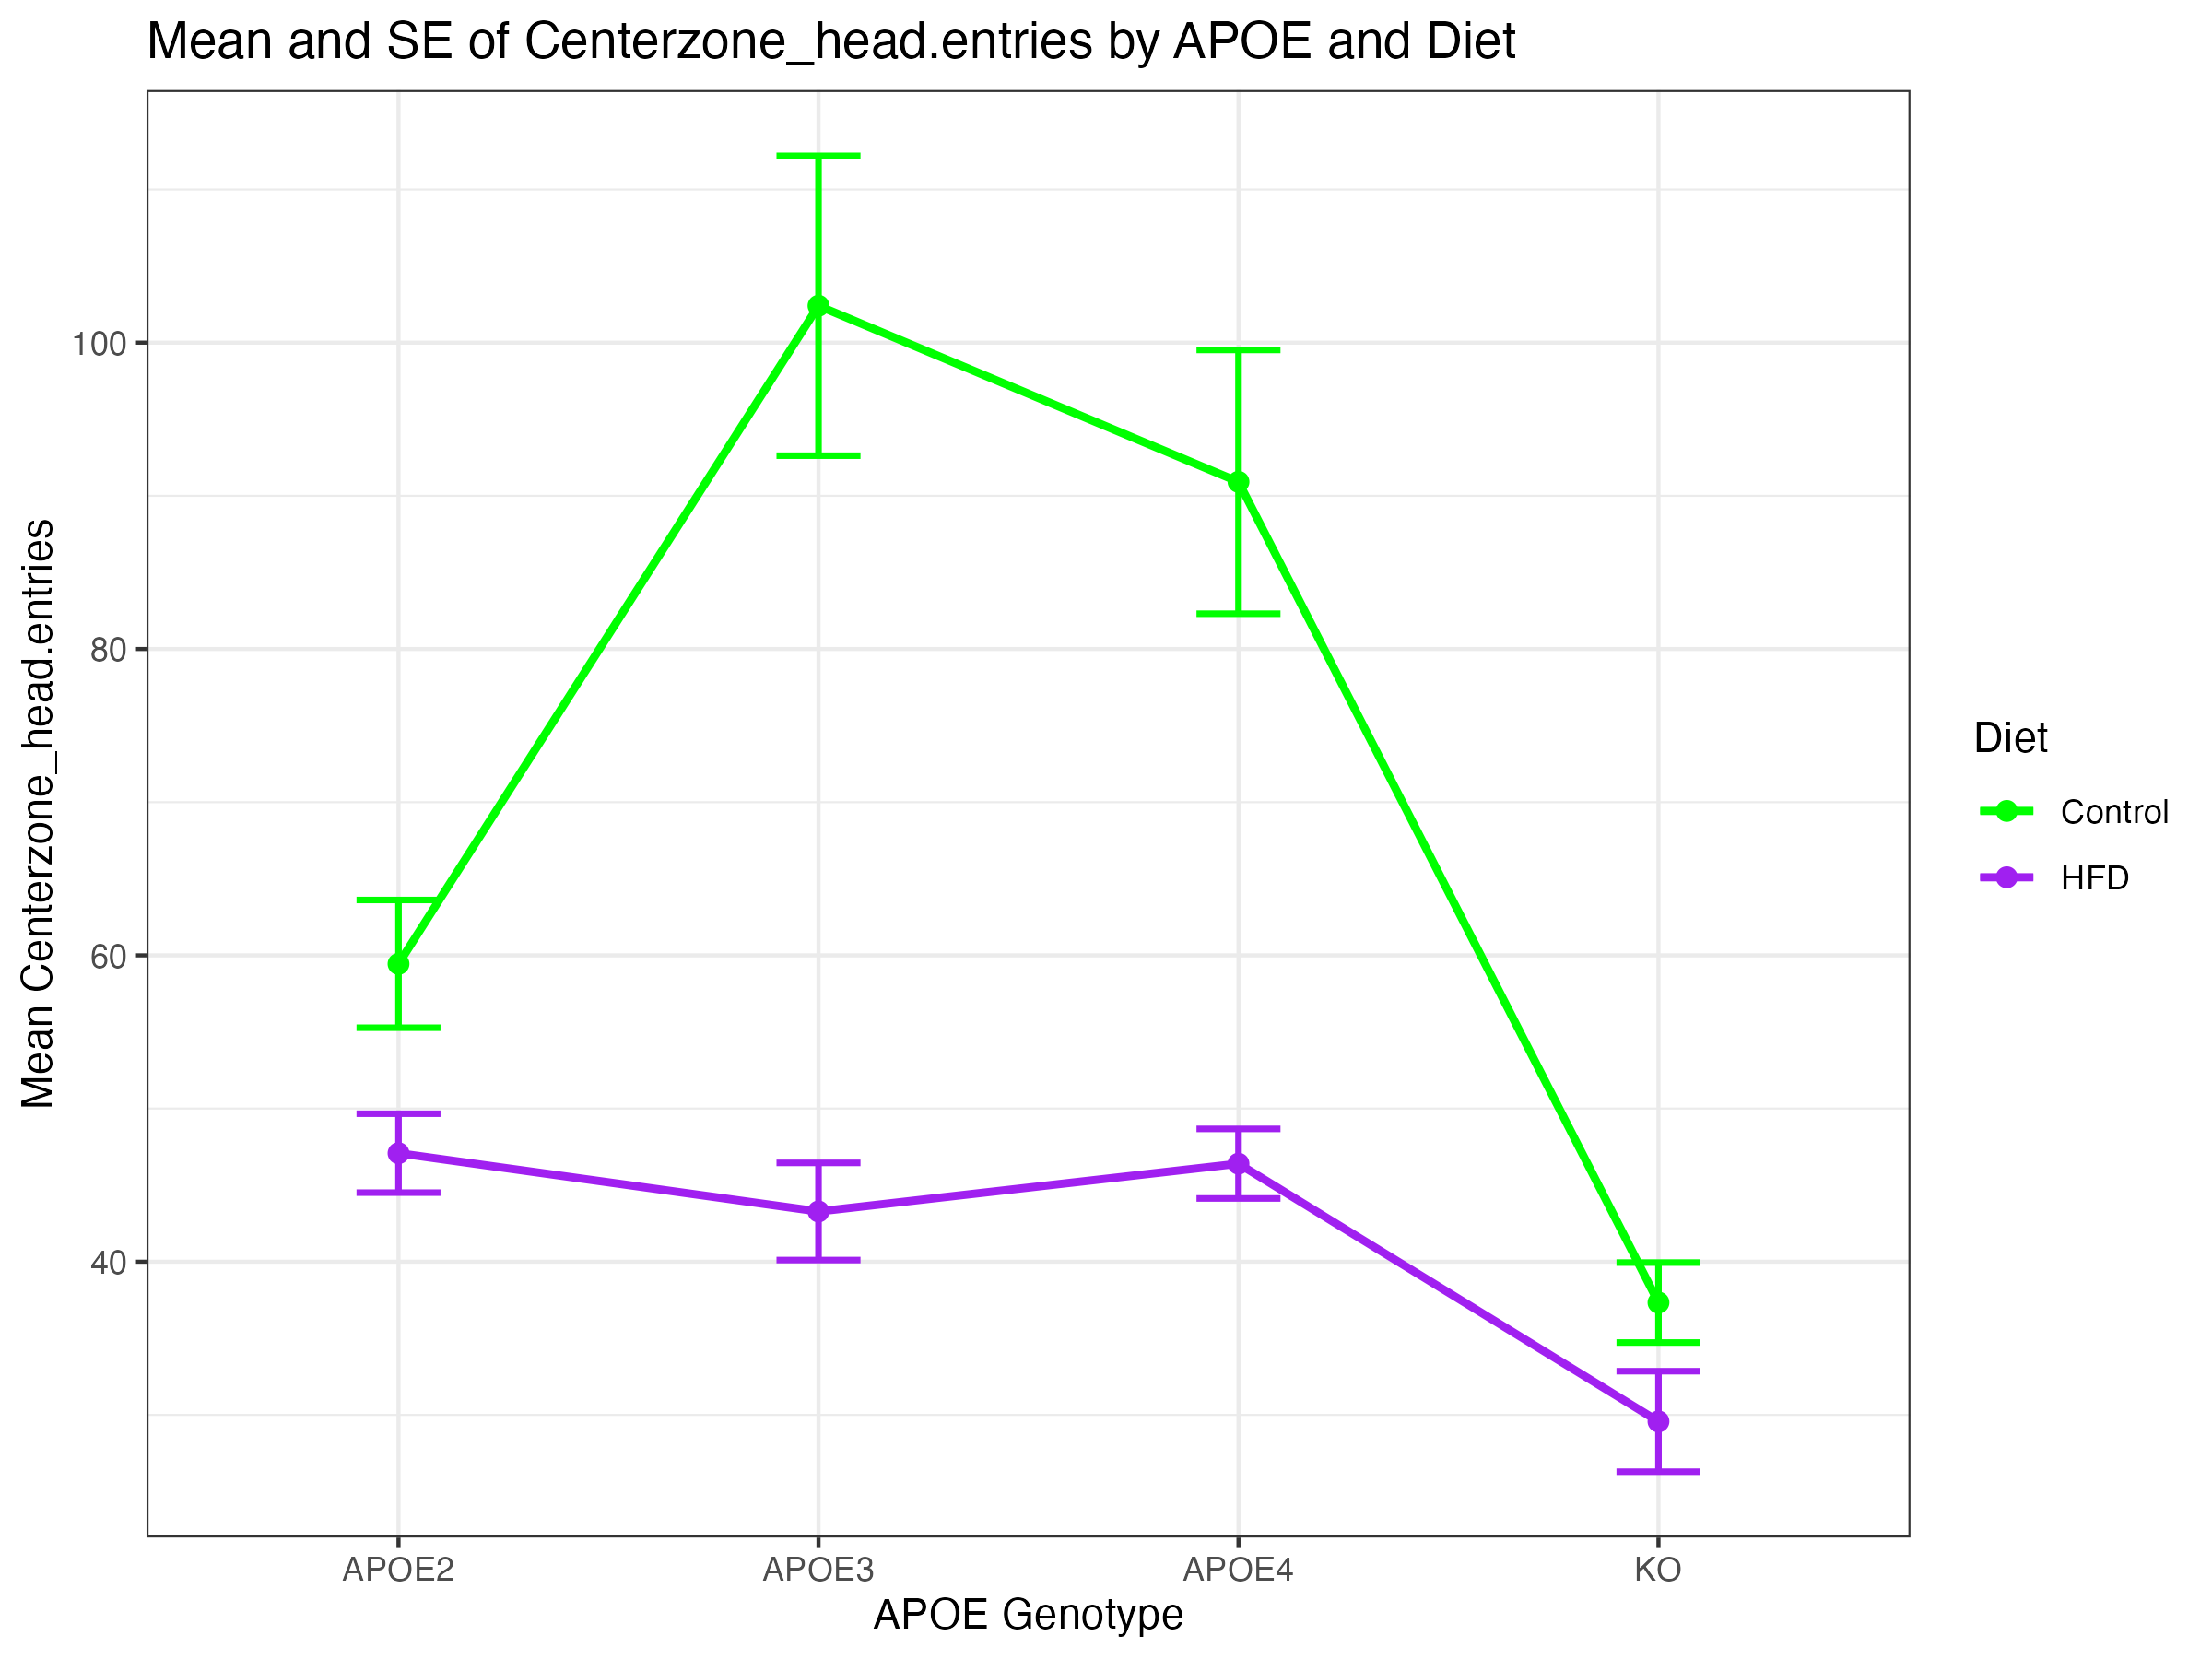 Mean and SE of Centerzone_head.entries by APOE and Diet
Mean Centerzone_head.entries
100
80
60
40
APOE2
APOE3
APOE4
KO
APOE Genotype
Diet
Control
HFD